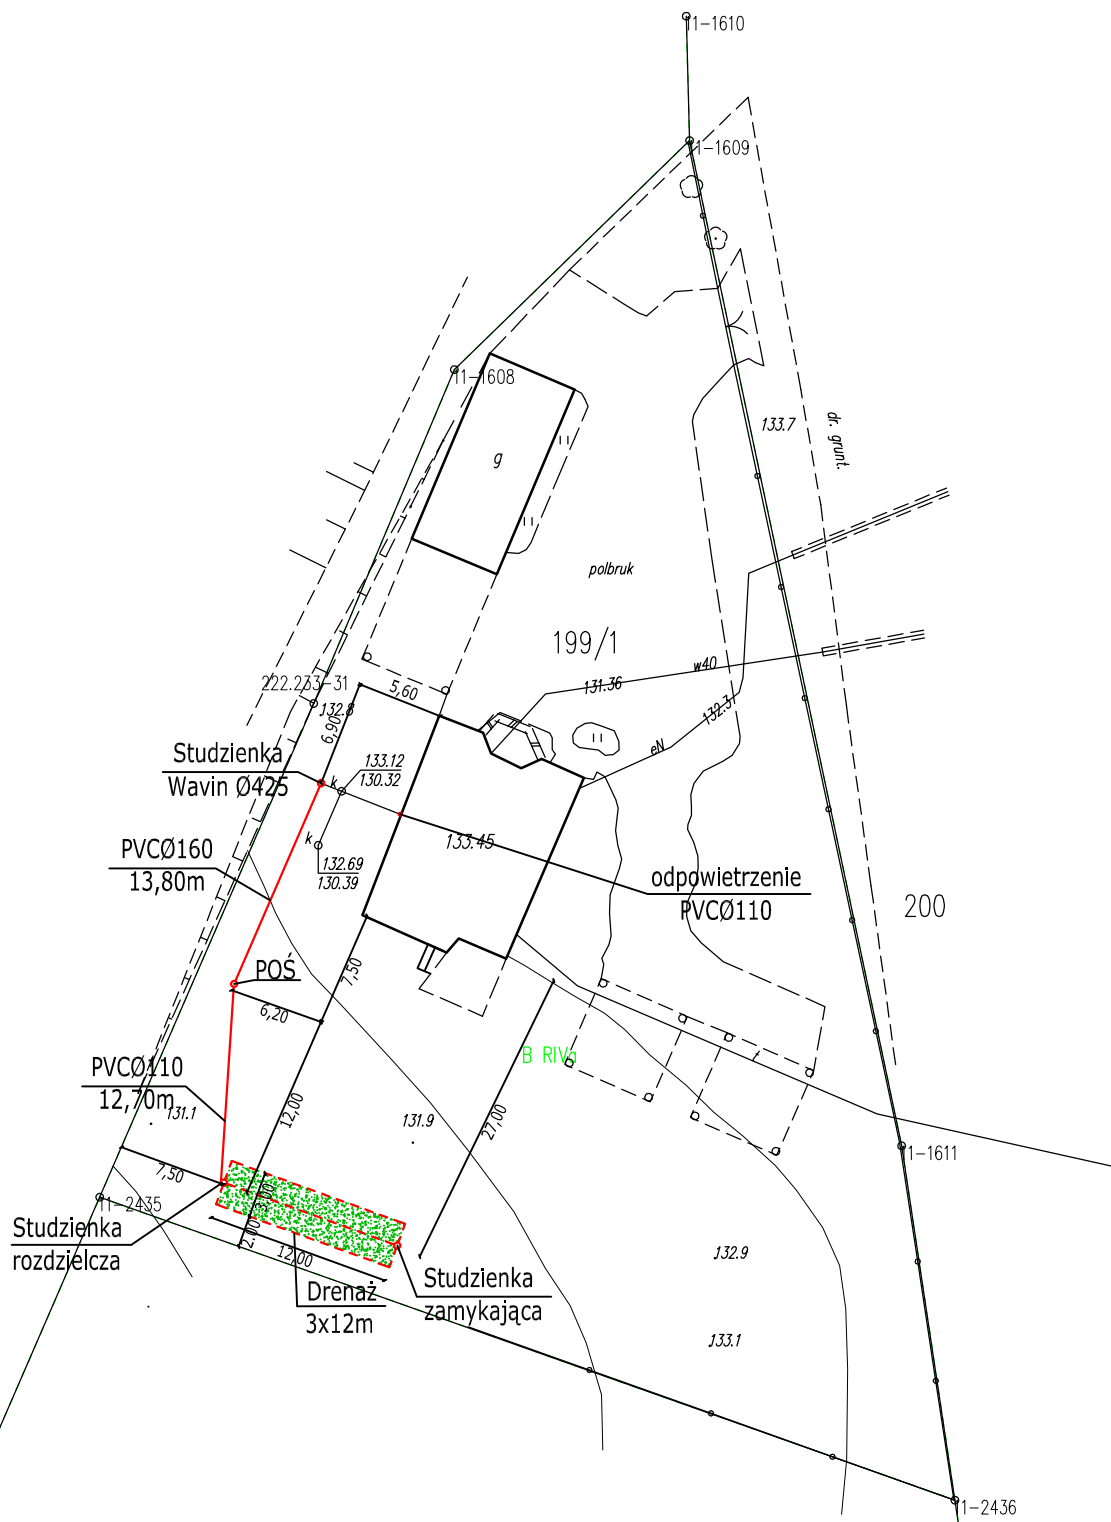 11-1610
11-1609
11-1608
133.7
dr. grunt.
g
polbruk
199/1
w40
222.233-31
5,60
131.36
132.8
132.3
6,90
eN
Studzienka
Wavin Ø425
133.12
130.32
k
k
133.45
PVCØ160
13,80m
132.69
130.39
odpowietrzenie
PVCØ110
200
POŚ
7,50
6,20
B RIVa
PVCØ110
12,70m
131.1
12,00
131.9
27,00
11-1611
7,50
11-2435
3,00
Studzienka
rozdzielcza
2.00
12,00
132.9
Studzienka
zamykająca
Drenaż
3x12m
133.1
11-2436